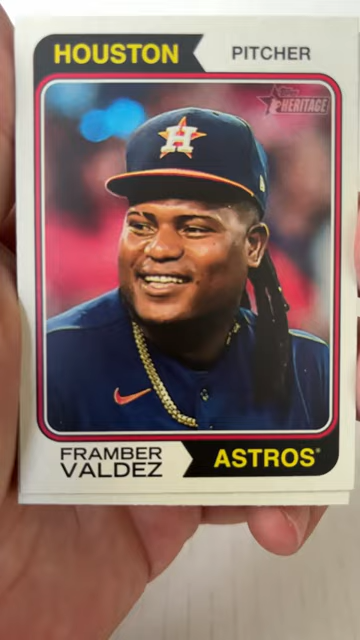 HOUSTON
PITCHER
Topps
HERITAGE
H
FRAMBER
VALDEZ
ASTROS